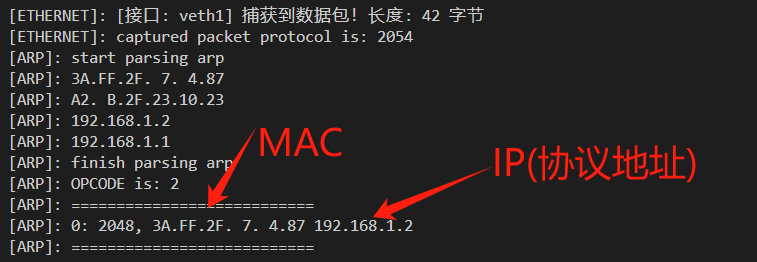 [ETHERNET]: [接口: veth1] 捕获到数据包! 长度: 42 字节
[ETHERNET]: captured packet protocol is: 2054
[ARP]: start parsing arp
[ARP]: 3A.FF.2F. 7. 4.87
[ARP]: A2. B.2F.23.10.23
[ARP]: 192.168.1.2
[ARP]: 192.168.1.1
[ARP]: finish parsing arp
MAC
IP(协议地址)
[ARP]: OPCODE is: 2
[ARP]: ===========================
[ARP]: 0: 2048, 3A.FF.2F. 7. 4.87 192.168.1.2
[ARP]: ===========================